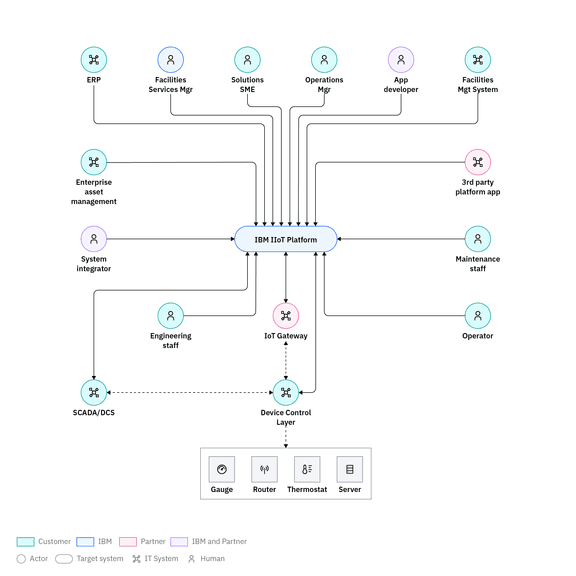 ERP
Facilities
Services Mgr
Solutions
SME
Operations
Mgr
App
developer
Facilities
Mgt System
Enterprise
asset
management
3rd party
platform app
System
integrator
IBM IIoT Platform
Maintenance
staff
Engineering
staff
IoT Gateway
Operator
SCADA/DCS
Device Control
Layer
Gauge
Router
Thermostat
Server
Customer
IBM
Partner
IBM and Partner
Actor
Target system
IT System
Human